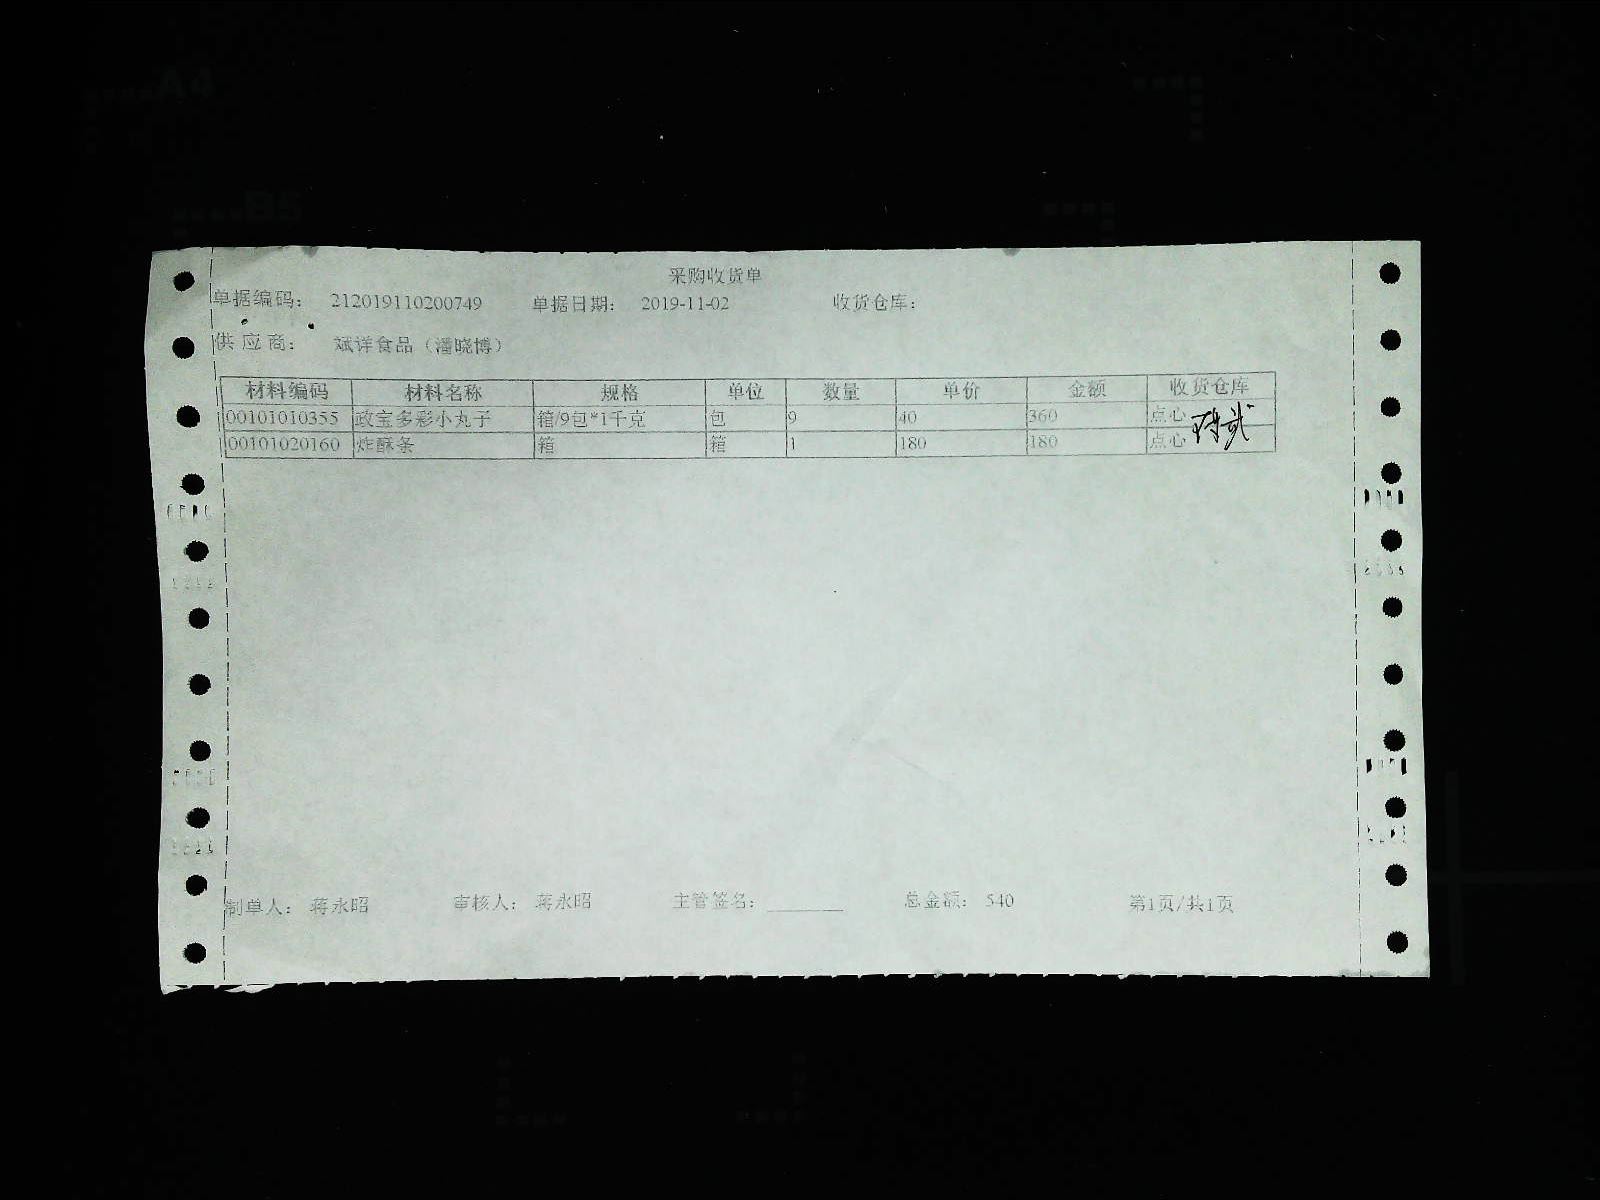 采购收货单
单据编码: 212019110200749 单据日期: 2019-11-02 收货仓库:
供应商: 斌详食品（潘晓博）
材料编码 材料名称 规格 单位 数量 单价 金额 收货仓库
00101010355 政宝多彩小丸子 箱/9包*1千克 包 9 40 360 点心
00101020160 炸酥条 箱 箱 1 180 180 点心
制单人: 蒋永昭 审核人: 蒋永昭 主管签名: 总金额: 540 第1页/共1页